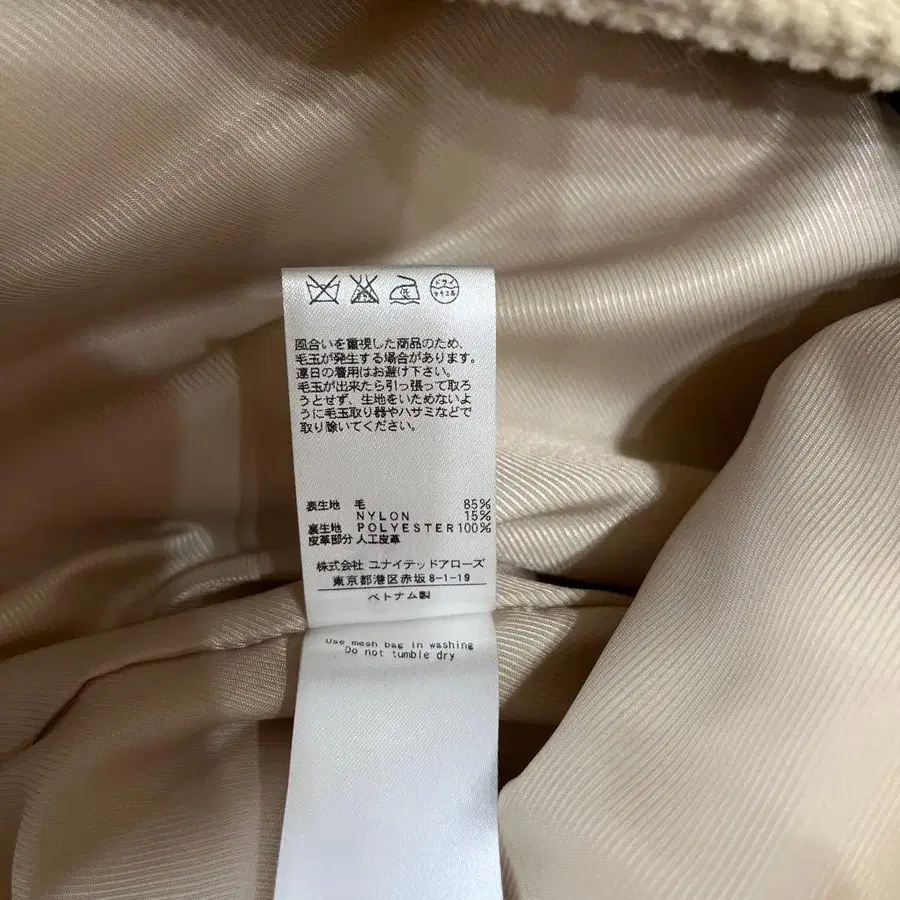 低
ドライ
セキユ系
風合いを重視した商品のため、
毛玉が発生する場合があります。
連日の着用はお避け下さい。
毛玉が出来たら引っ張って取ろ
うとせず、生地をいためないよ
うに毛玉取り器やハサミなどで
取り除いてください。
表生地 毛 85%
NYLON 15%
裏生地 POLYESTER 100%
皮革部分 人工皮革
株式会社 ユナイテッドアローズ
東京都港区赤坂8-1-19
ベトナム製
Use mesh bag in washing
Do not tumble dry